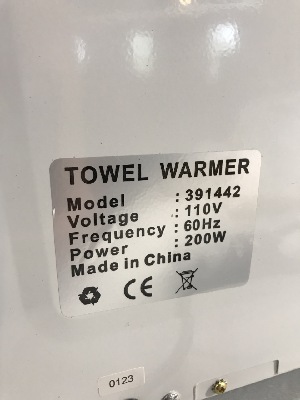 TOWEL WARMER
Model : 391442
Voltage : 110V
Frequency : 60Hz
Power : 200W
Made in China
CE
0123